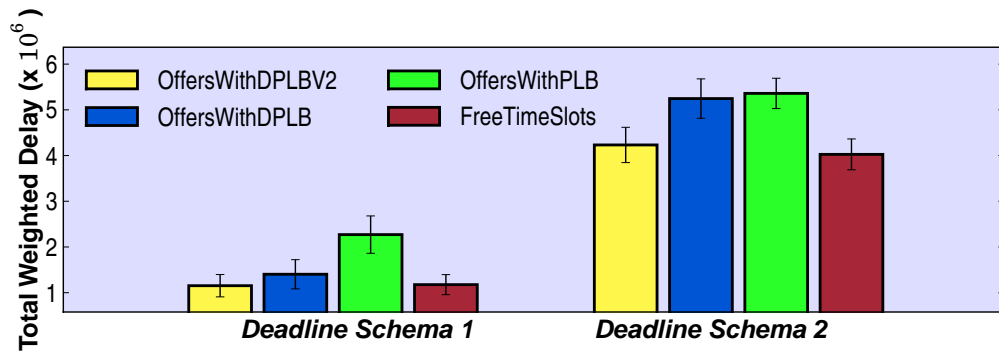 Total Weighted Delay (x 10^6)
6
5
4
3
2
1
OffersWithDPLBV2
OffersWithDPLB
OffersWithPLB
FreeTimeSlots
Deadline Schema 1
Deadline Schema 2